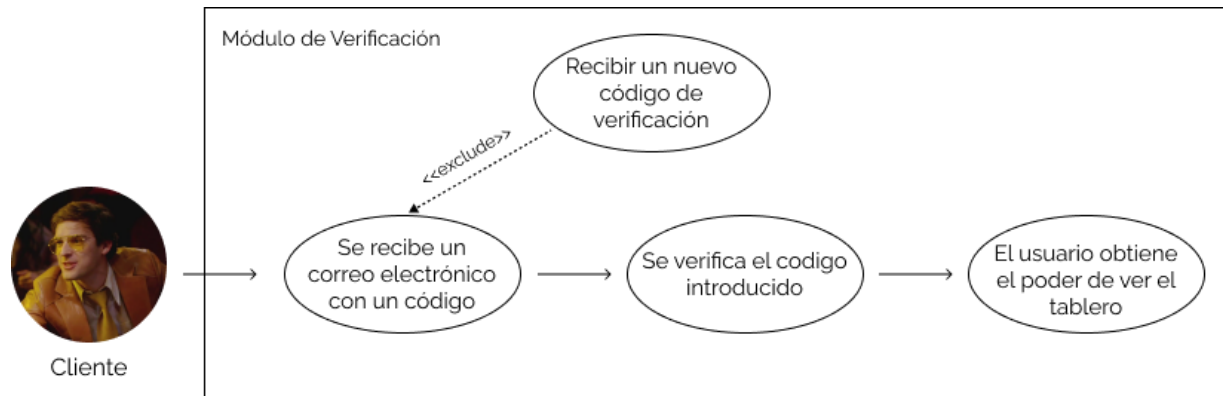 Módulo de Verificación
Recibir un nuevo
código de
verificación
<<exclude>>
Se recibe un
correo electrónico
con un código
Se verifica el codigo
introducido
El usuario obtiene
el poder de ver el
tablero
Cliente